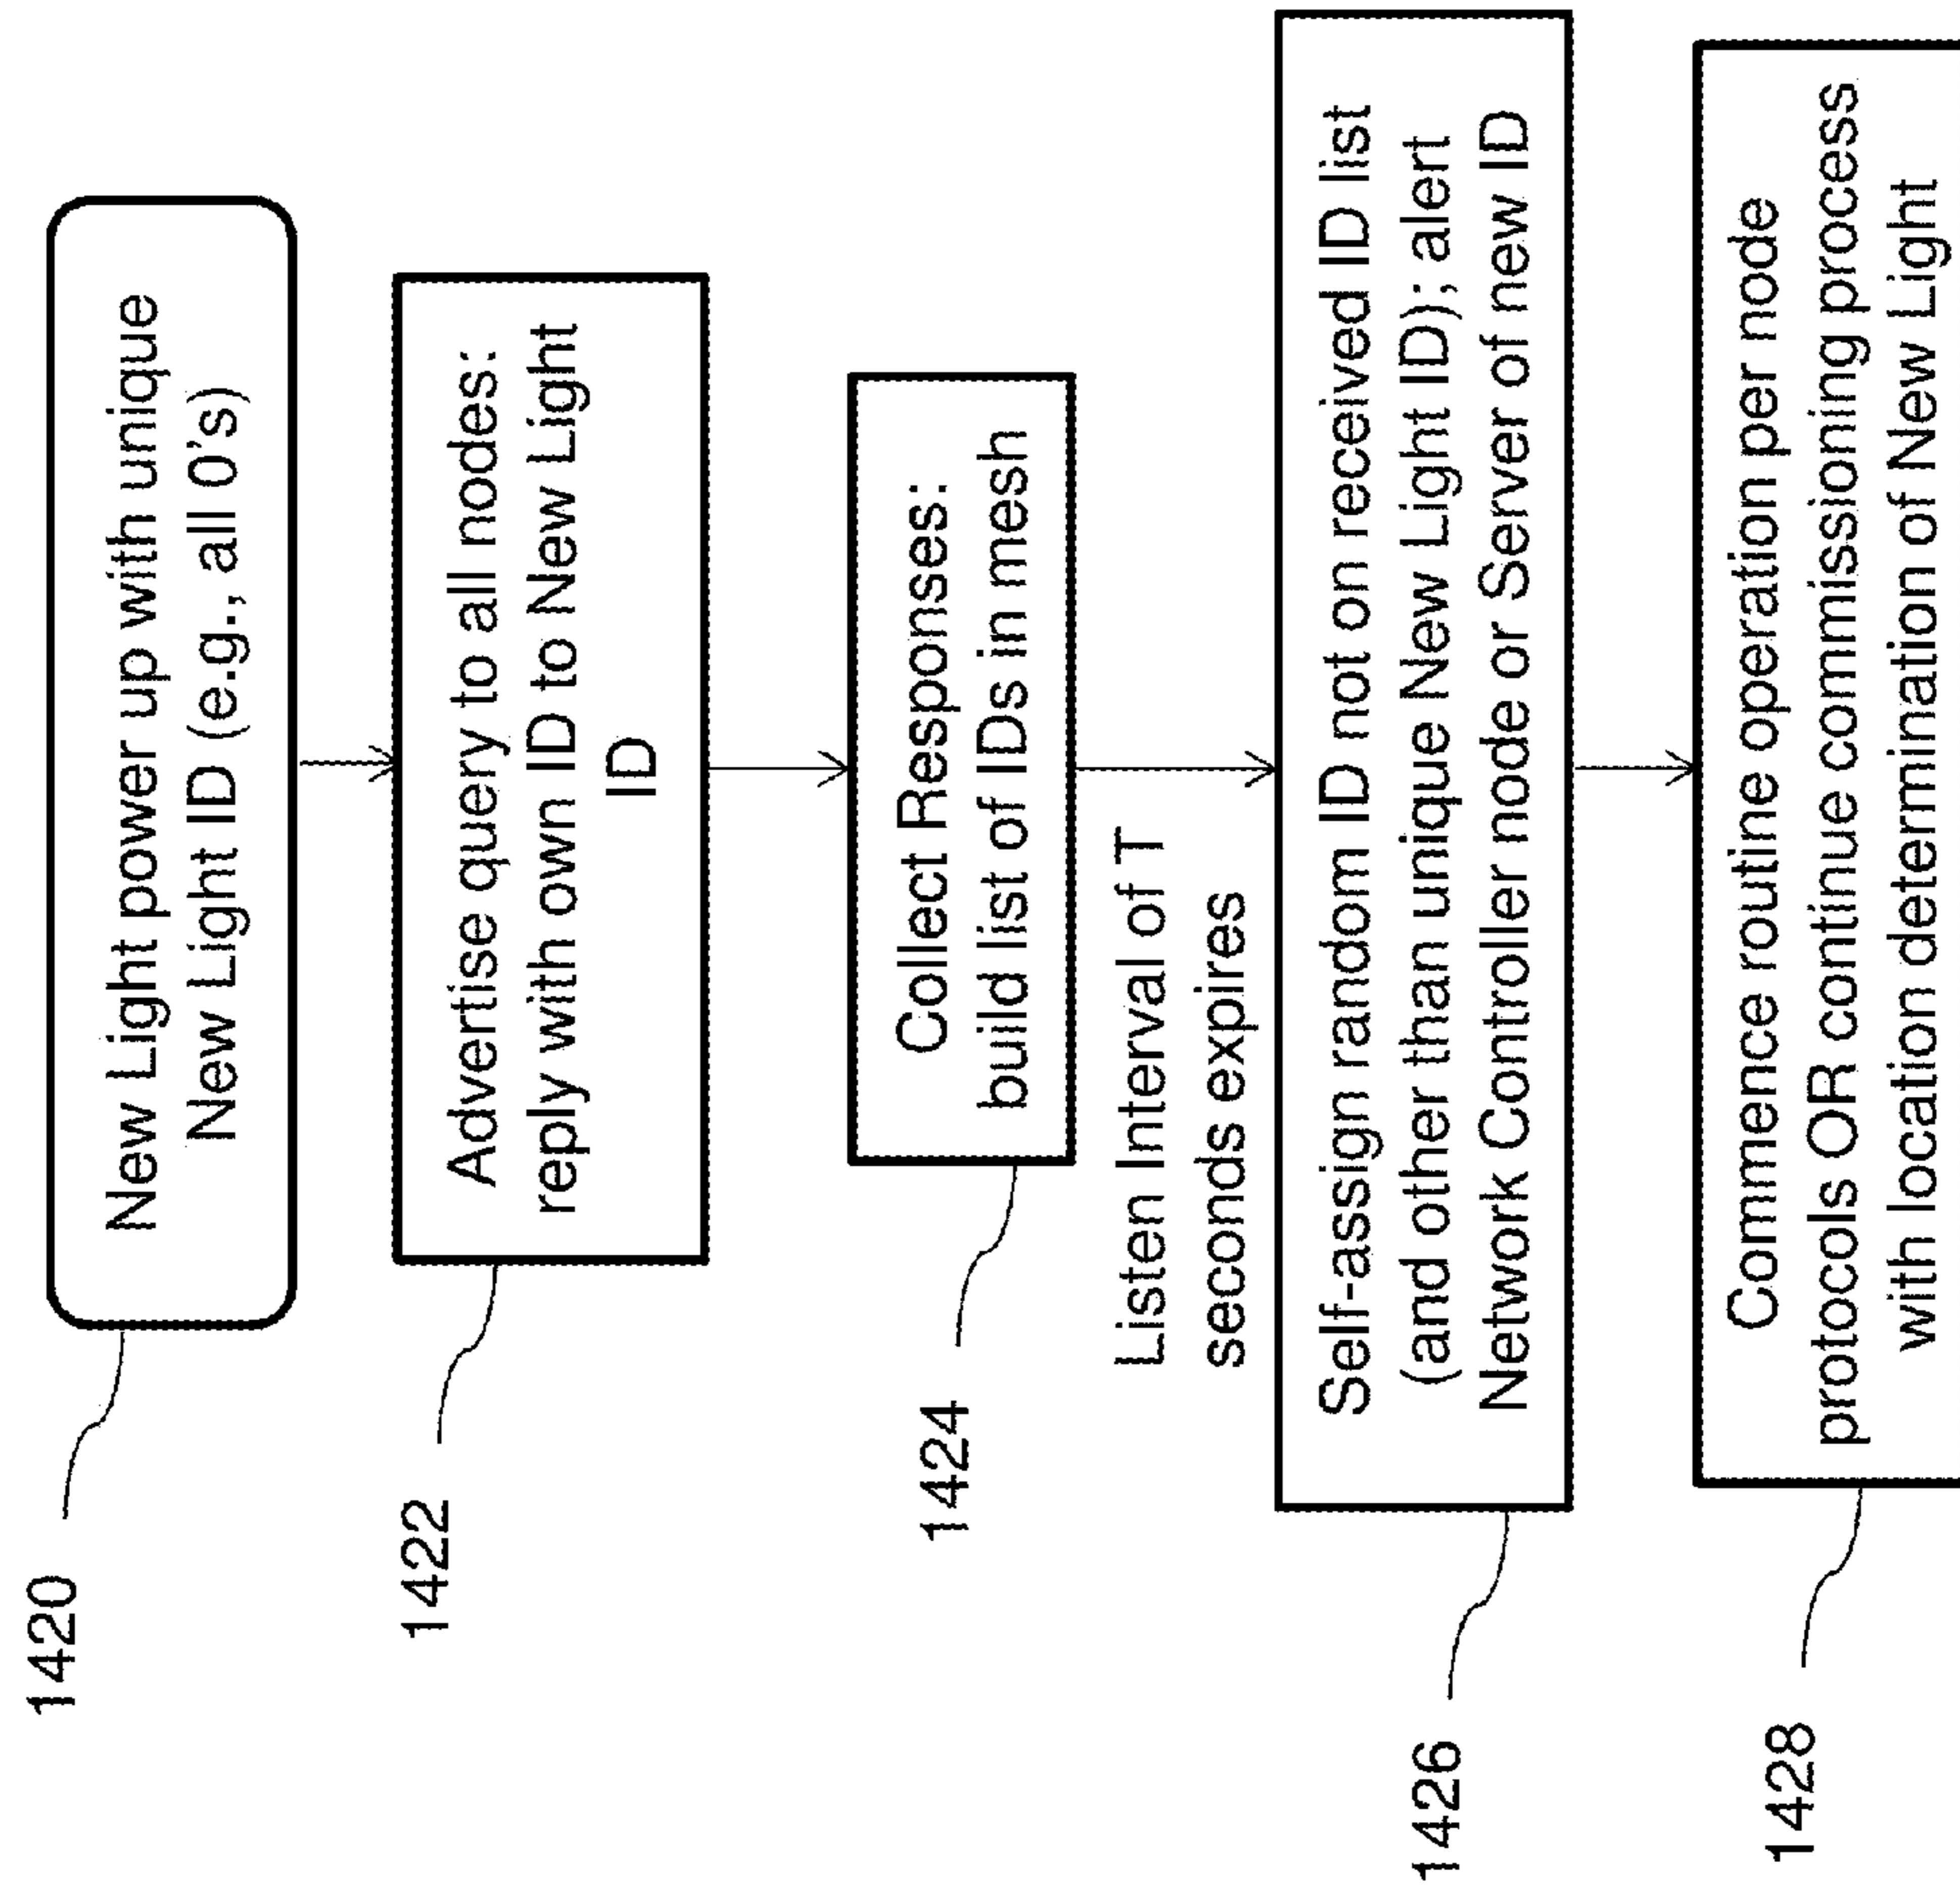 1420
New Light power up with unique
New Light ID (e.g., all 0's)
1422
Advertise query to all nodes:
reply with own ID to New Light
ID
1424
Collect Responses:
build list of IDs in mesh
Listen Interval of T
seconds expires
1426
Self-assign random ID not on received ID list
(and other than unique New Light ID); alert
Network Controller node or Server of new ID
1428
Commence routine operation per node
protocols OR continue commissioning process
with location determination of New Light